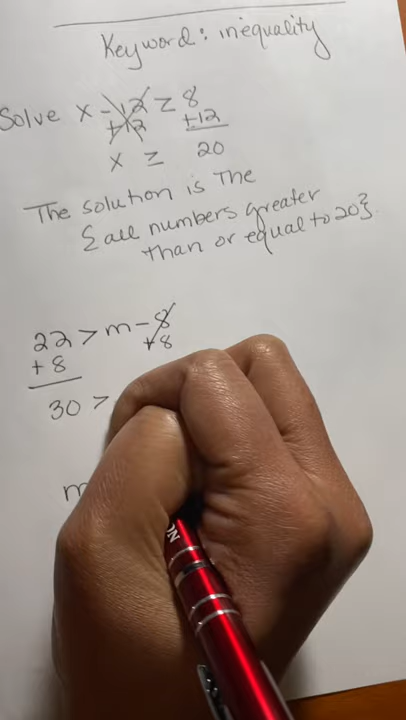 Keyword: inequality
Solve x - 12 ≥ 8
+12 +12
x ≥ 20
The solution is The
{all numbers greater
than or equal to 20}.
22 > m - 8
+ 8 +8
30 >
m
ON